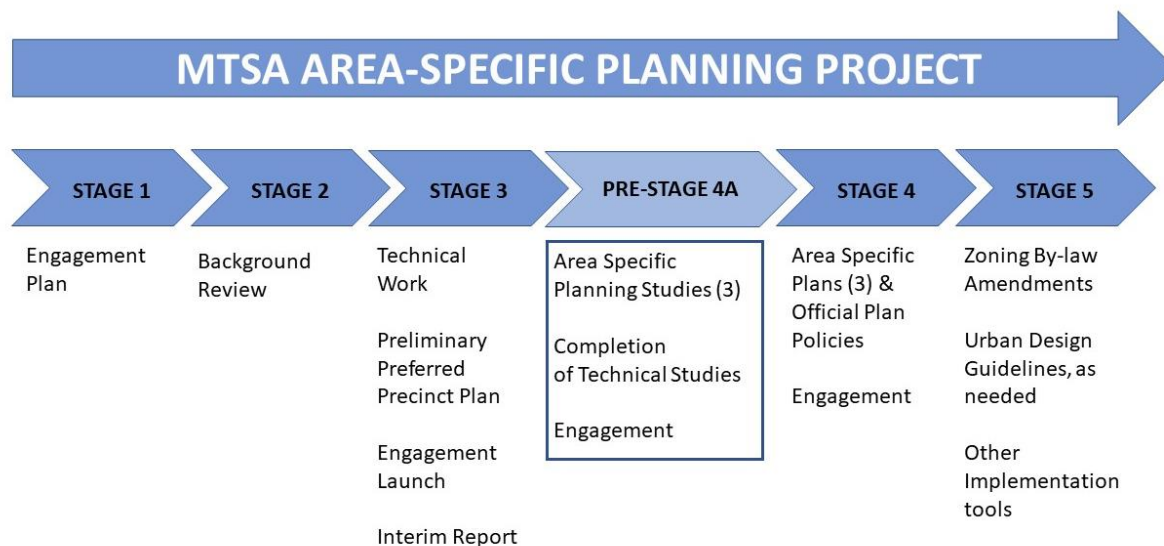 MTSA AREA-SPECIFIC PLANNING PROJECT
STAGE 1
STAGE 2
STAGE 3
PRE-STAGE 4A
STAGE 4
STAGE 5
Engagement
Plan
Background
Review
Technical
Work
Preliminary
Preferred
Precinct Plan
Engagement
Launch
Interim Report
Area Specific
Planning Studies (3)
Completion
of Technical Studies
Engagement
Area Specific
Plans (3) &
Official Plan
Policies
Engagement
Zoning By-law
Amendments
Urban Design
Guidelines, as
needed
Other
Implementation
tools